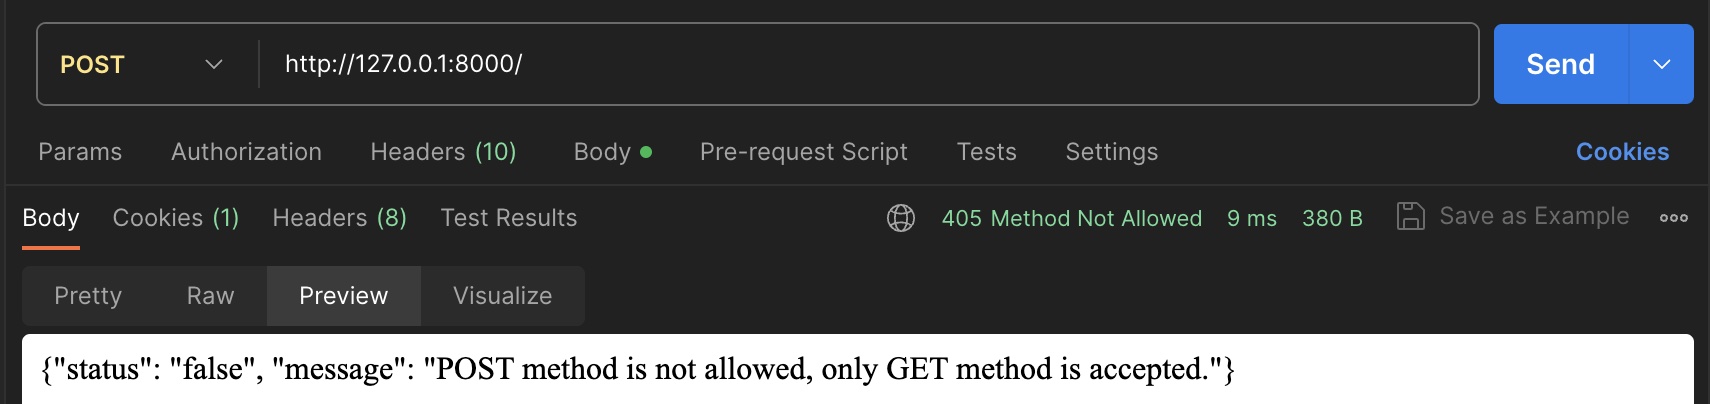 POST http://127.0.0.1:8000/ Send
Params Authorization Headers (10) Body Pre-request Script Tests Settings Cookies
Body Cookies (1) Headers (8) Test Results 405 Method Not Allowed 9 ms 380 B Save as Example
Pretty Raw Preview Visualize
{"status": "false", "message": "POST method is not allowed, only GET method is accepted."}